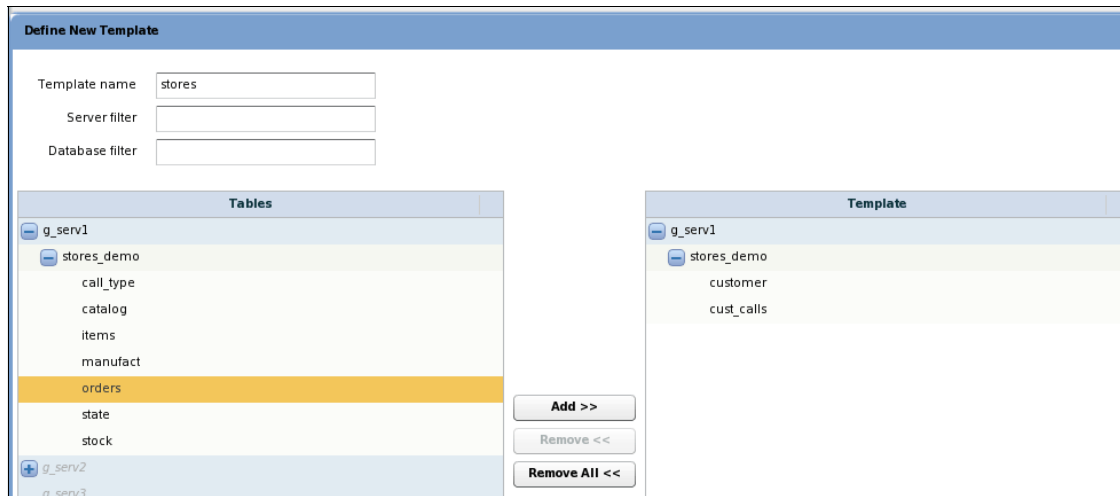 Define New Template
Template name stores
Server filter
Database filter
Tables
g_serv1
stores_demo
call_type
catalog
items
manufact
orders
state
stock
g_serv2
g_serv3
Add >>
Remove <<
Remove All <<
Template
g_serv1
stores_demo
customer
cust_calls